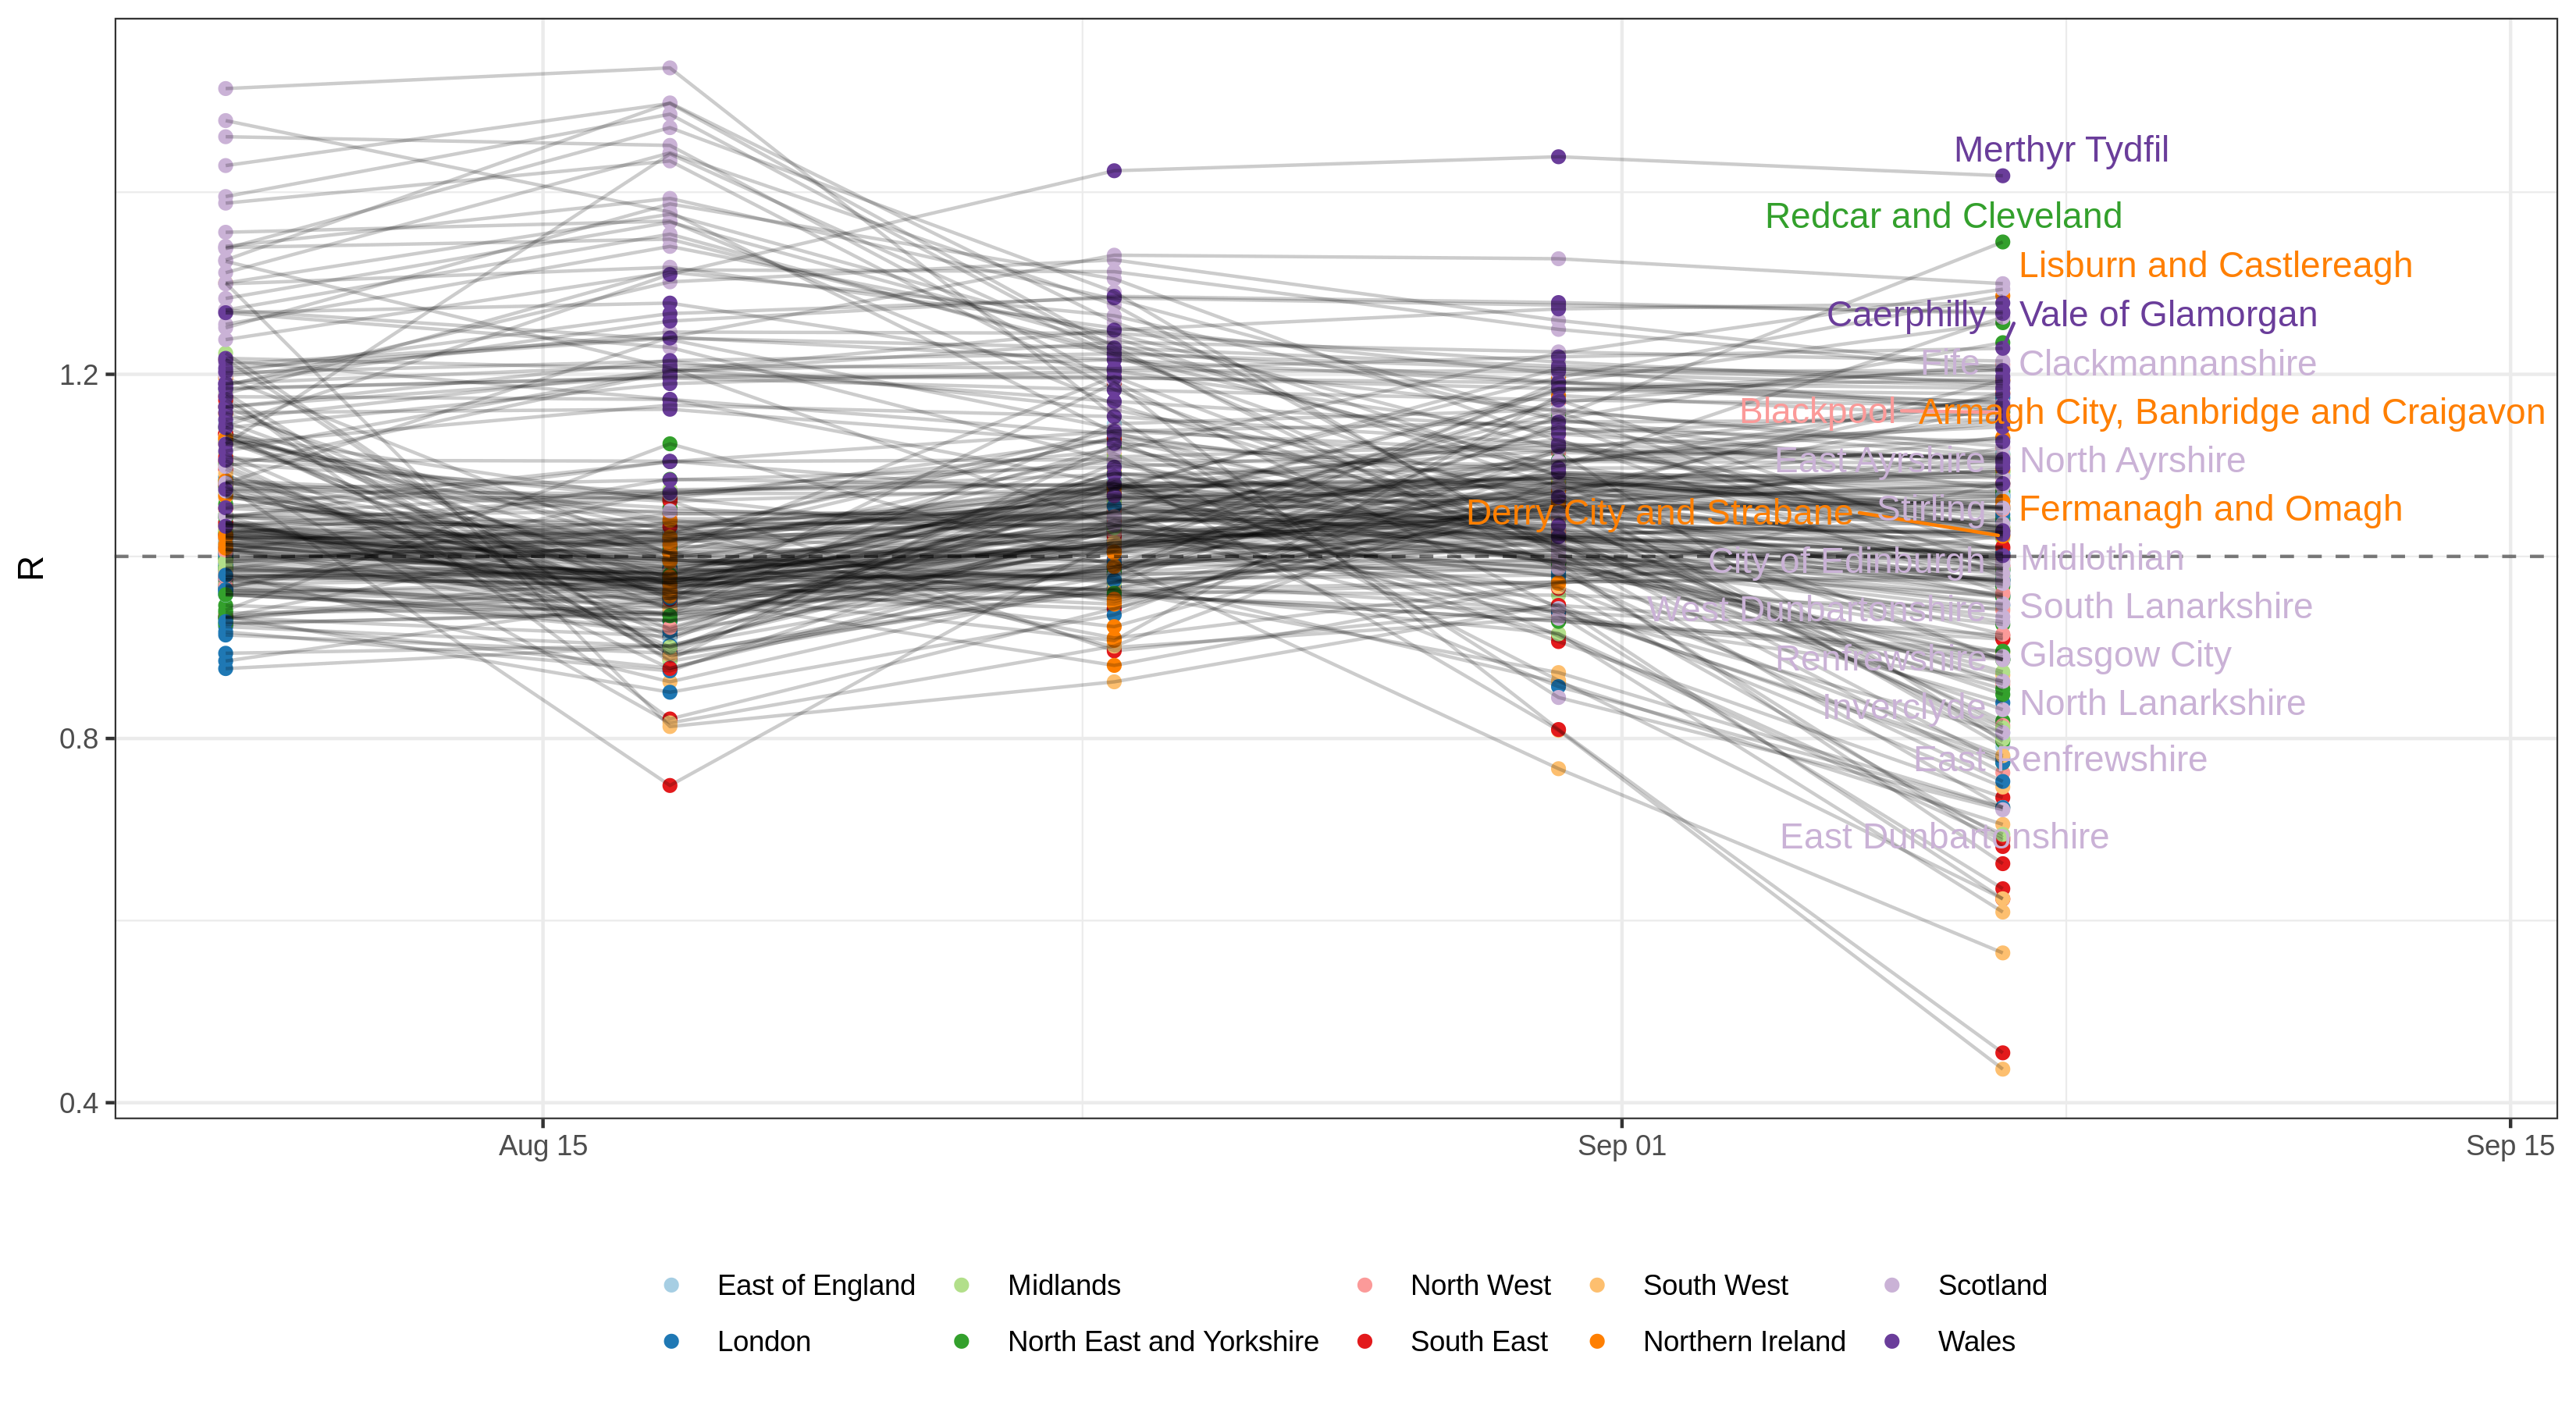 Merthyr Tydfil
Redcar and Cleveland
Lisburn and Castlereagh
Caerphilly Vale of Glamorgan
Fife Clackmannanshire
1.2
Blackpool Armagh City, Banbridge and Craigavon
East Ayrshire North Ayrshire
Derry City and Strabane Stirling Fermanagh and Omagh
R
City of Edinburgh Midlothian
West Dunbartonshire South Lanarkshire
Renfrewshire Glasgow City
Inverclyde North Lanarkshire
0.8
East Renfrewshire
East Dunbartonshire
0.4
Aug 15 Sep 01 Sep 15
East of England Midlands North West South West Scotland
London North East and Yorkshire South East Northern Ireland Wales